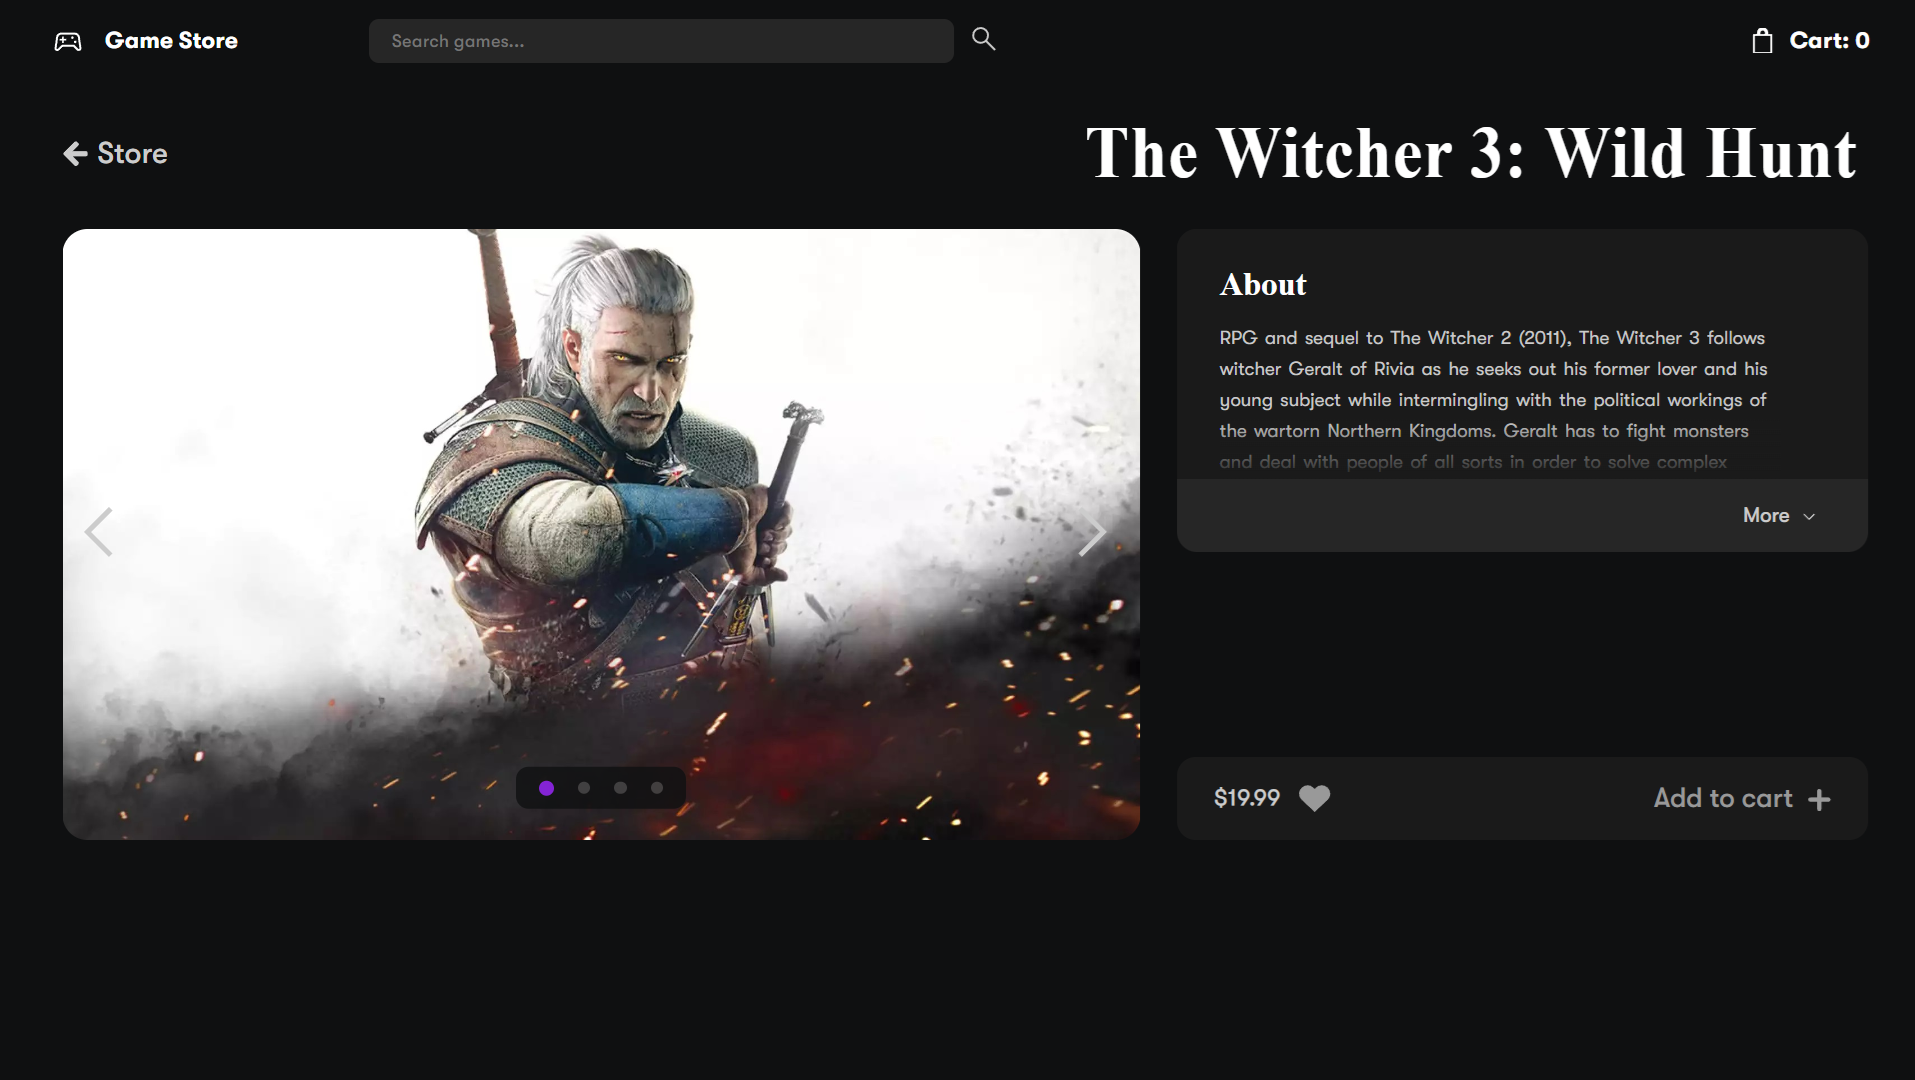 Game Store
Search games...
Cart: 0
Store
The Witcher 3: Wild Hunt
About
RPG and sequel to The Witcher 2 (2011), The Witcher 3 follows
witcher Geralt of Rivia as he seeks out his former lover and his
young subject while intermingling with the political workings of
the wartorn Northern Kingdoms. Geralt has to fight monsters
and deal with people of all sorts in order to solve complex
More
$19.99
Add to cart